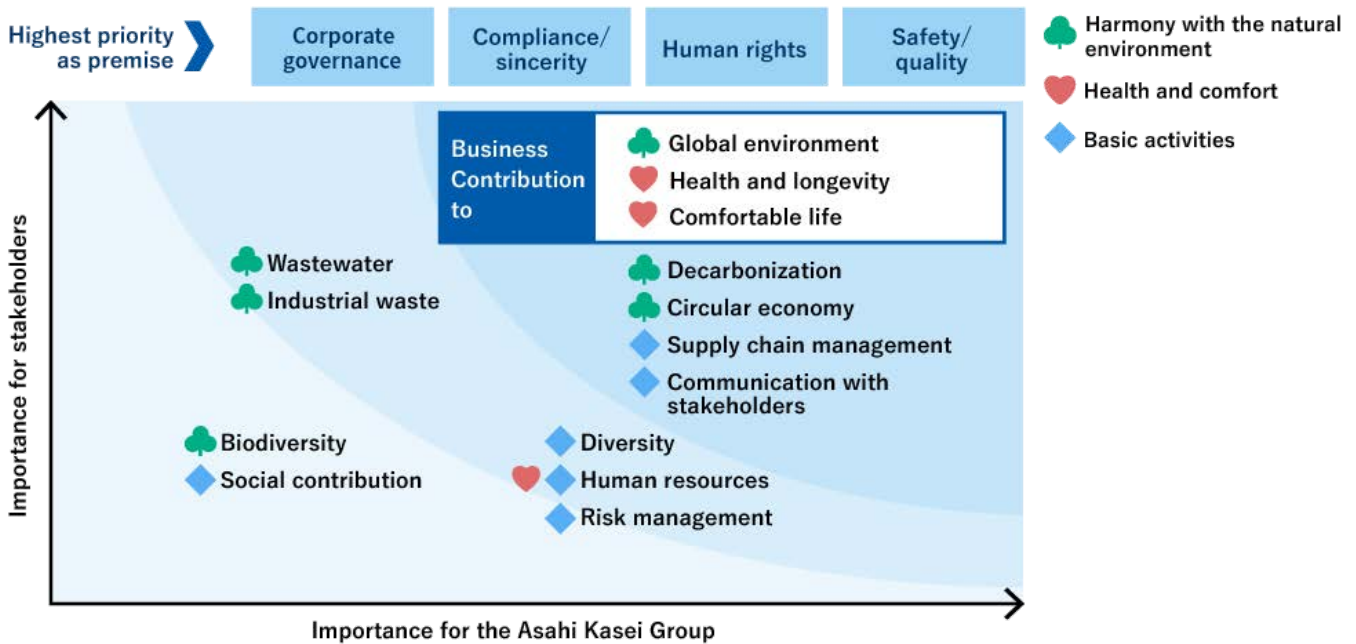 Highest priority
as premise
Corporate
governance
Compliance/
sincerity
Human rights
Safety/
quality
Harmony with the natural
environment
Health and comfort
Basic activities
Importance for stakeholders
Business
Contribution
to
Global environment
Health and longevity
Comfortable life
Wastewater
Industrial waste
Decarbonization
Circular economy
Supply chain management
Communication with
stakeholders
Biodiversity
Social contribution
Diversity
Human resources
Risk management
Importance for the Asahi Kasei Group